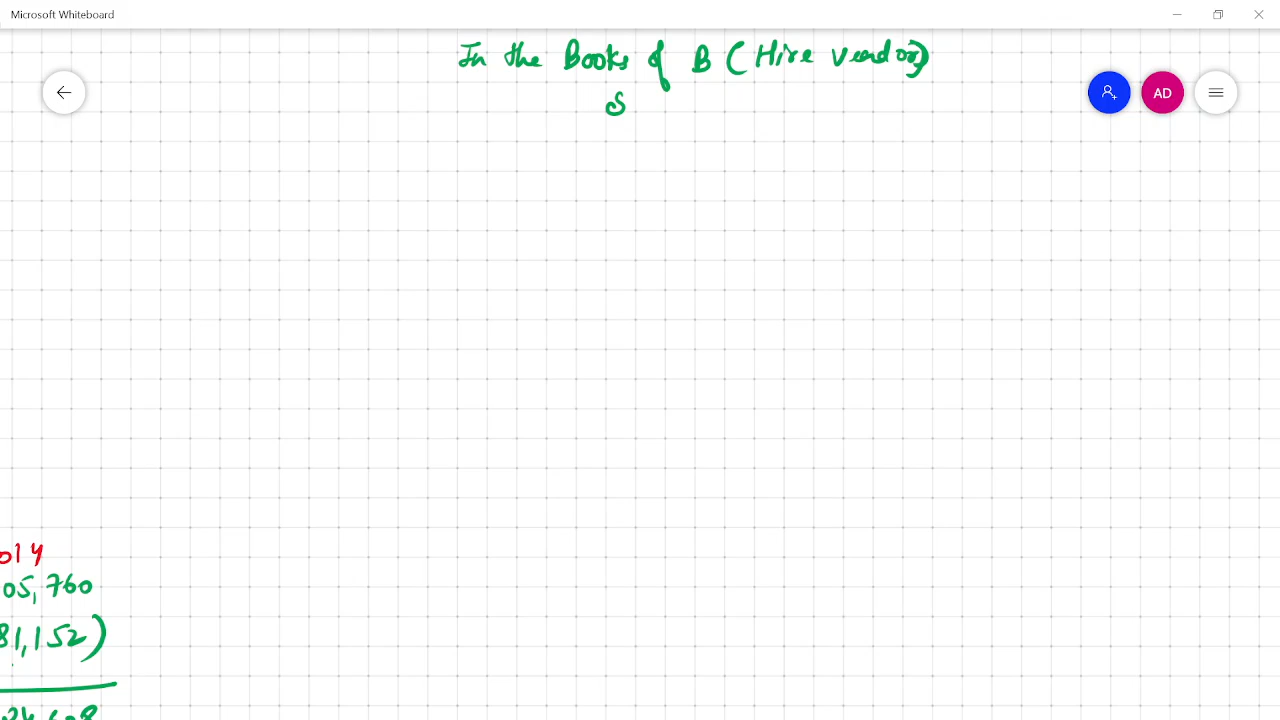 Microsoft Whiteboard
In the Books of B (Hire vendor)
S
AD
014
05,760
81,152)